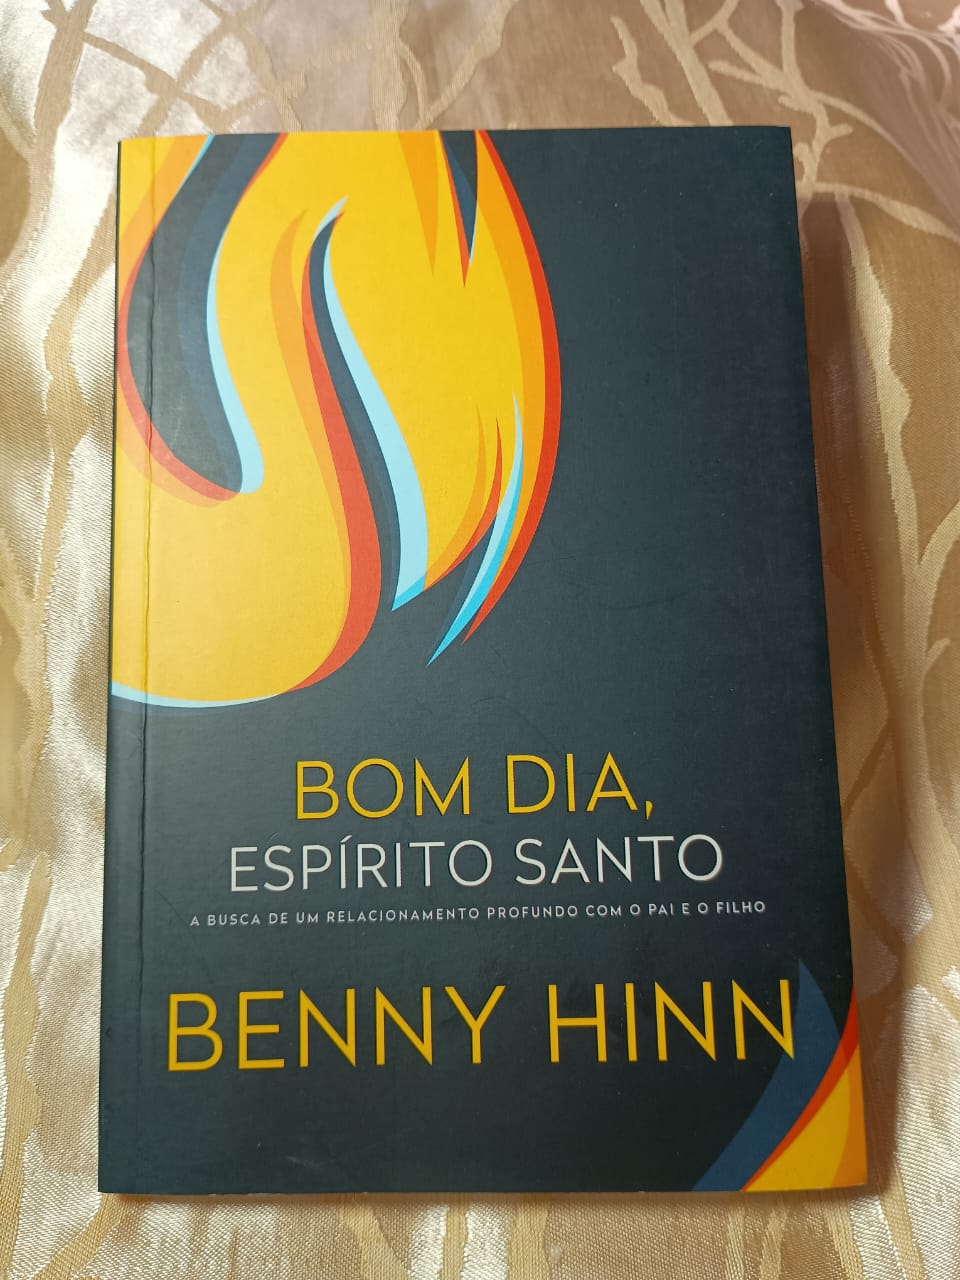 BOM DIA,
ESPÍRITO SANTO
A BUSCA DE UM RELACIONAMENTO PROFUNDO COM O PAI E O FILHO
BENNY HINN